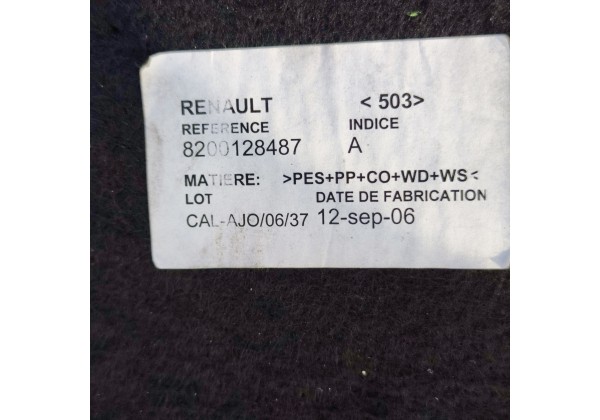 RENAULT < 503>
REFERENCE INDICE
8200128487 A
MATIERE: >PES+PP+CO+WD+WS<
LOT DATE DE FABRICATION
CAL-AJO/06/37 12-sep-06